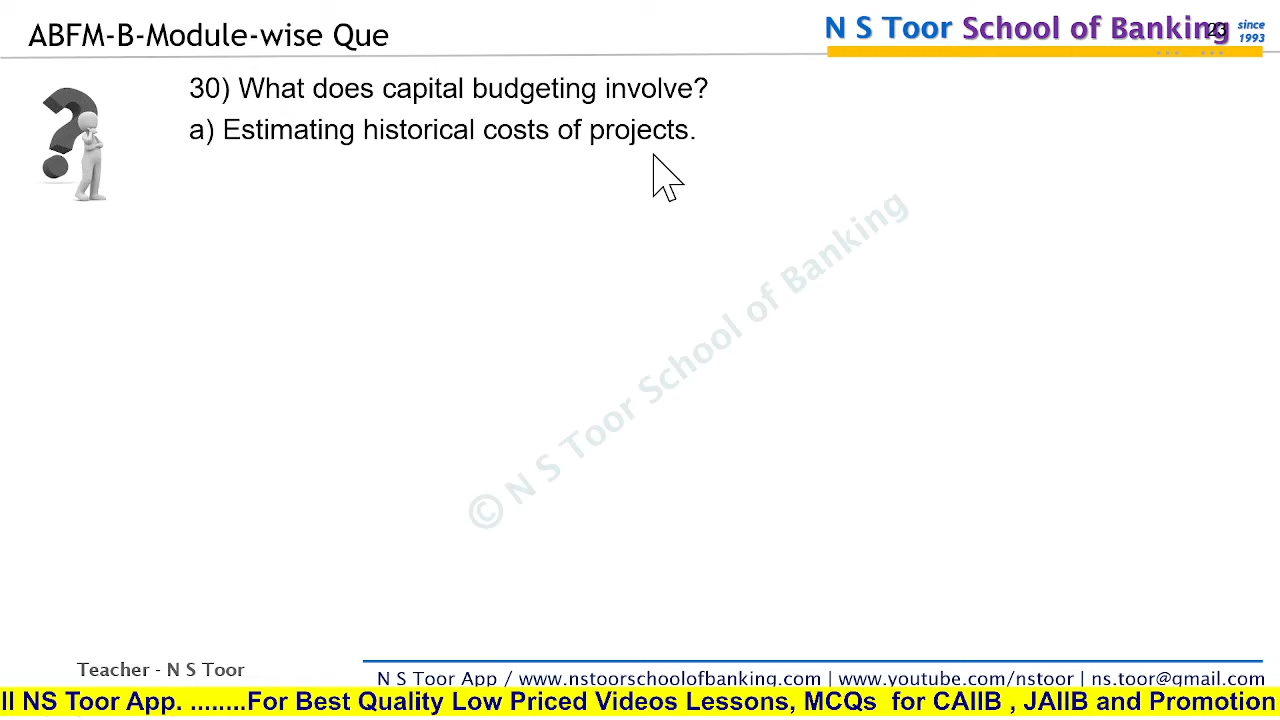 ABFM-B-Module-wise Que
N S Toor School of Banking
23
since
1993
30) What does capital budgeting involve?
a) Estimating historical costs of projects.
© N S Toor School of Banking
Teacher - N S Toor
N S Toor App / www.nstoorschoolofbanking.com | www.youtube.com/nstoor | ns.toor@gmail.com
ll NS Toor App. ........For Best Quality Low Priced Videos Lessons, MCQs for CAIIB , JAIIB and Promotion